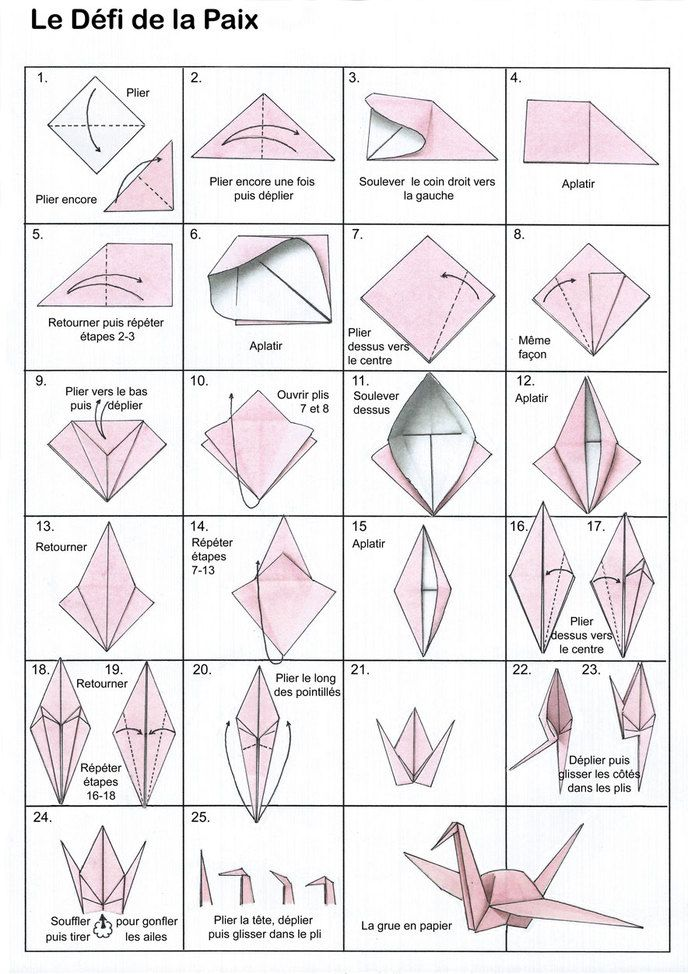 Le Défi de la Paix
1.
Plier
Plier encore
2.
Plier encore une fois
puis déplier
3.
Soulever le coin droit vers
la gauche
4.
Aplatir
5.
Retourner puis répéter
étapes 2-3
6.
Aplatir
7.
Plier
dessus vers
le centre
8.
Même
façon
9.
Plier vers le bas
puis déplier
10.
Ouvrir plis
7 et 8
11.
Soulever
dessus
12.
Aplatir
13.
Retourner
14.
Répéter
étapes
7-13
15
Aplatir
16.
17.
Plier
dessus vers
le centre
18.
19.
Retourner
Répéter
étapes
16-18
20.
Plier le long
des pointillés
21.
22.
23.
Déplier puis
glisser les côtés
dans les plis
24.
Souffler pour gonfler
puis tirer les ailes
25.
Plier la tête, déplier
puis glisser dans le pli
La grue en papier